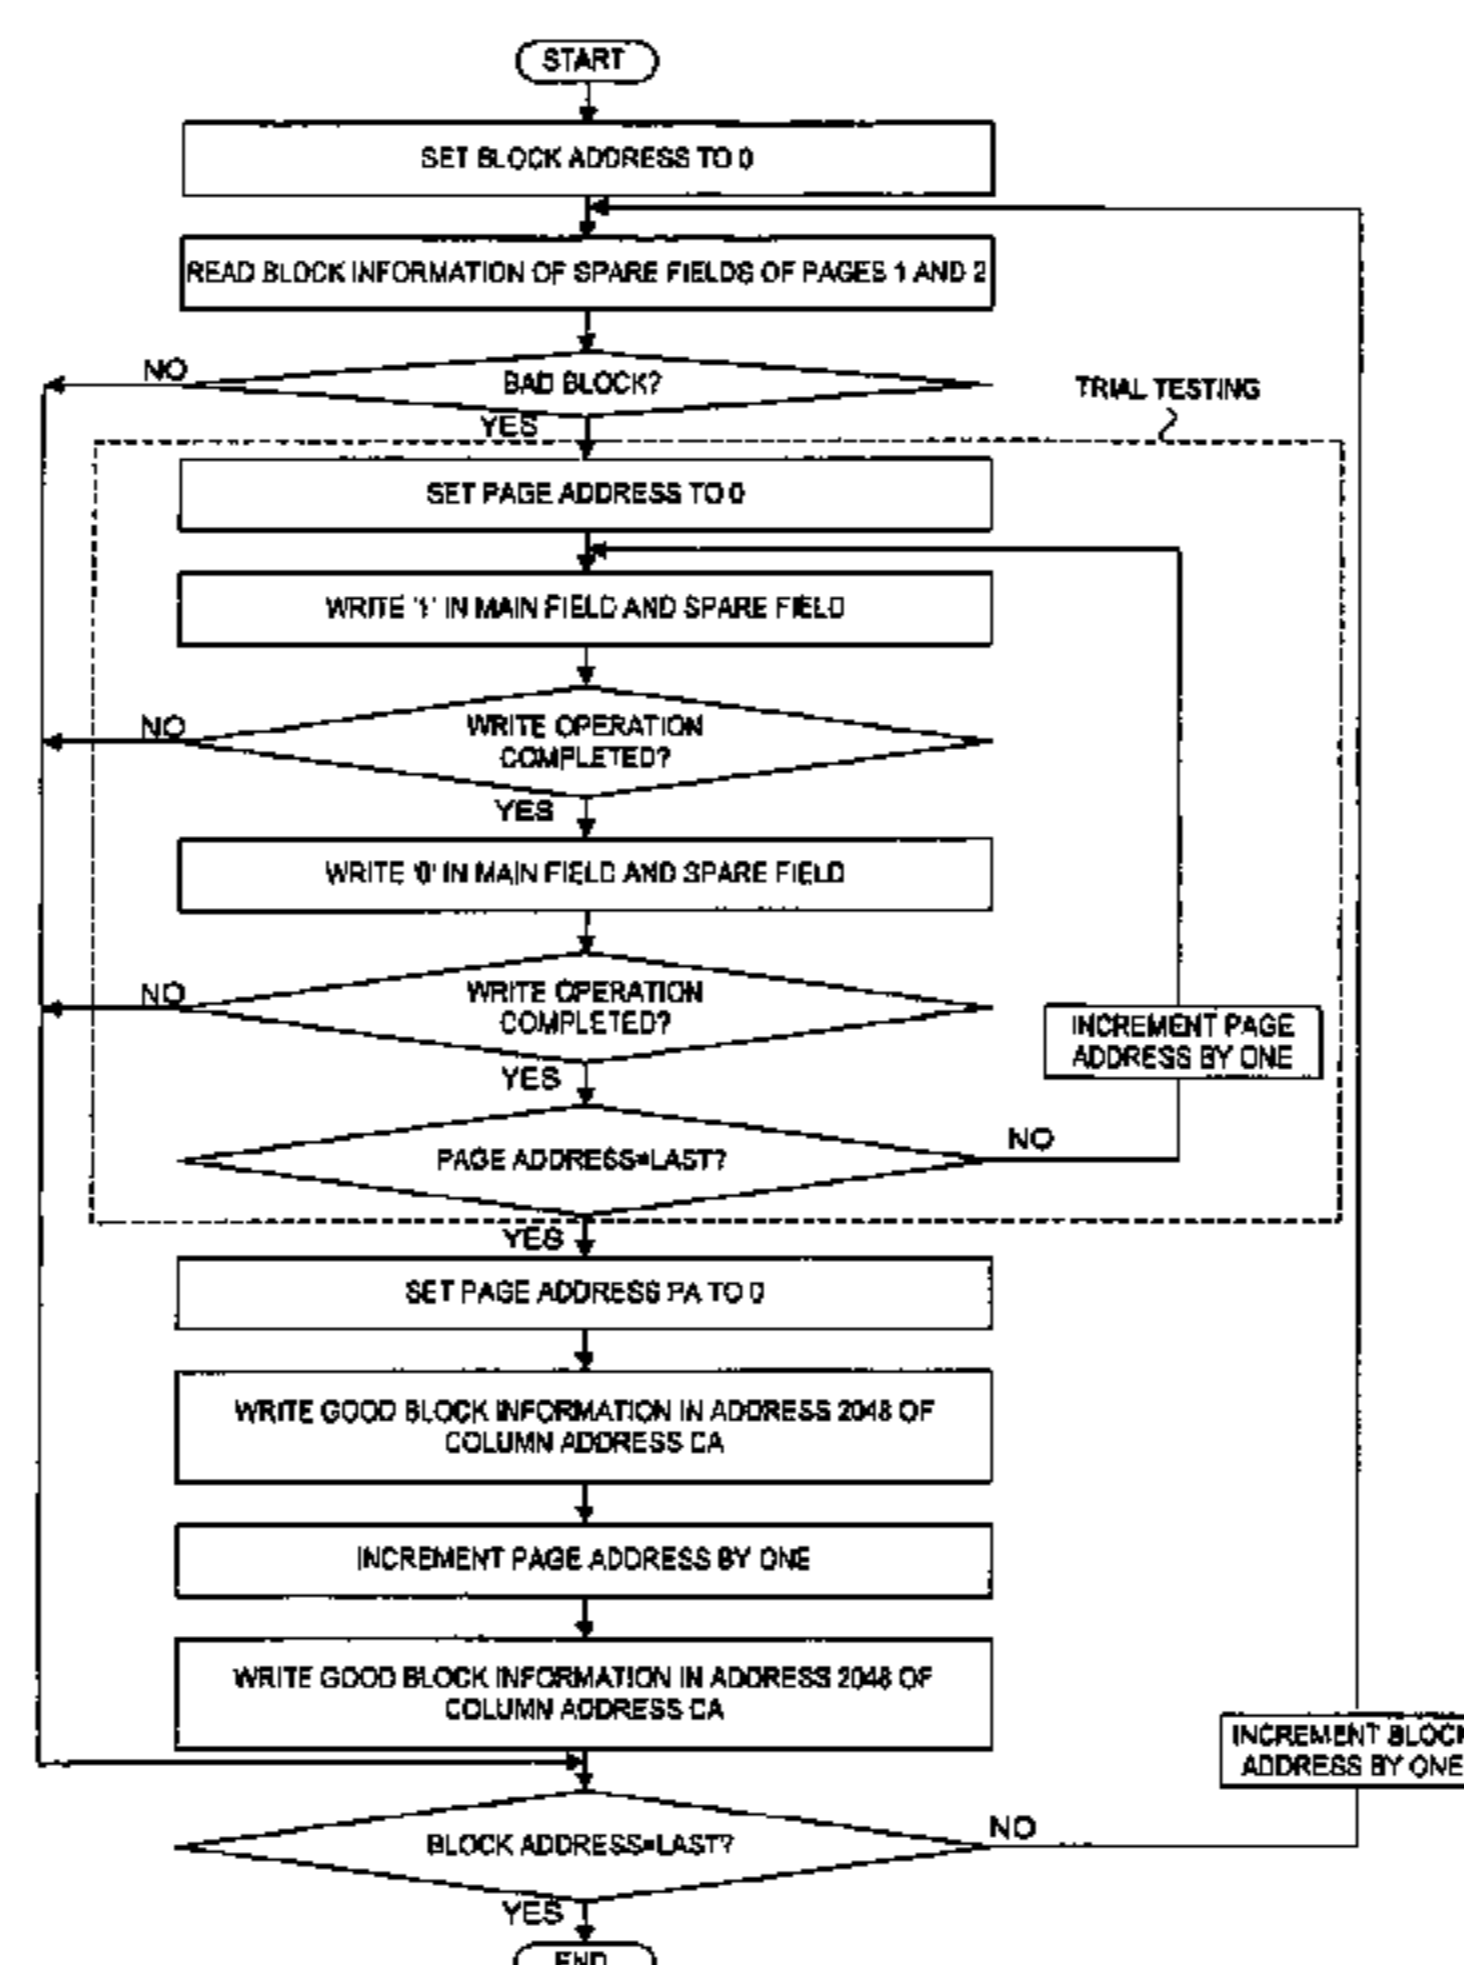 START
SET BLOCK ADDRESS TO 0
READ BLOCK INFORMATION OF SPARE FIELDS OF PAGES 1 AND 2
NO
BAD BLOCK?
TRIAL TESTING
YES
SET PAGE ADDRESS TO 0
WRITE '1' IN MAIN FIELD AND SPARE FIELD
NO
WRITE OPERATION
COMPLETED?
YES
WRITE '0' IN MAIN FIELD AND SPARE FIELD
NO
WRITE OPERATION
COMPLETED?
INCREMENT PAGE
ADDRESS BY ONE
YES
PAGE ADDRESS=LAST?
NO
YES
SET PAGE ADDRESS PA TO 0
WRITE GOOD BLOCK INFORMATION IN ADDRESS 2048 OF
COLUMN ADDRESS CA
INCREMENT PAGE ADDRESS BY ONE
WRITE GOOD BLOCK INFORMATION IN ADDRESS 2048 OF
COLUMN ADDRESS CA
INCREMENT BLOCK
ADDRESS BY ONE
BLOCK ADDRESS=LAST?
NO
YES
END